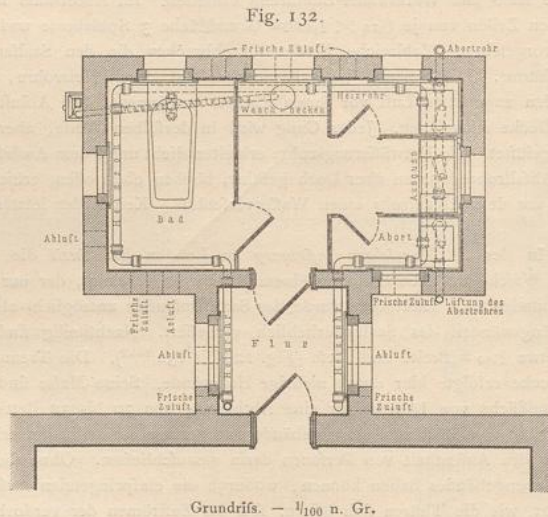 Fig. 132.
Frische Zuluft
Abortrohr
Heizrohr
Wasch-becken
Ausguss
Bad
Abort
Abluft
Frische Zuluft
Abluft
Frische Zuluft
Lüftung des Abortrohres
Flur
Abluft
Abluft
Frische Zuluft
Frische Zuluft
Grundriſs. — 1/100 n. Gr.